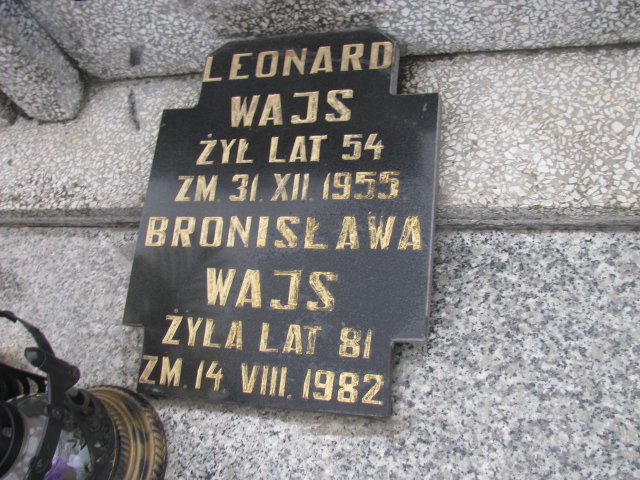 LEONARD
WAJS
ŻYŁ LAT 54
ZM. 31. XII. 1955.
BRONISŁAWA
WAJS
ŻYŁA LAT 81
ZM. 14. VIII. 1982